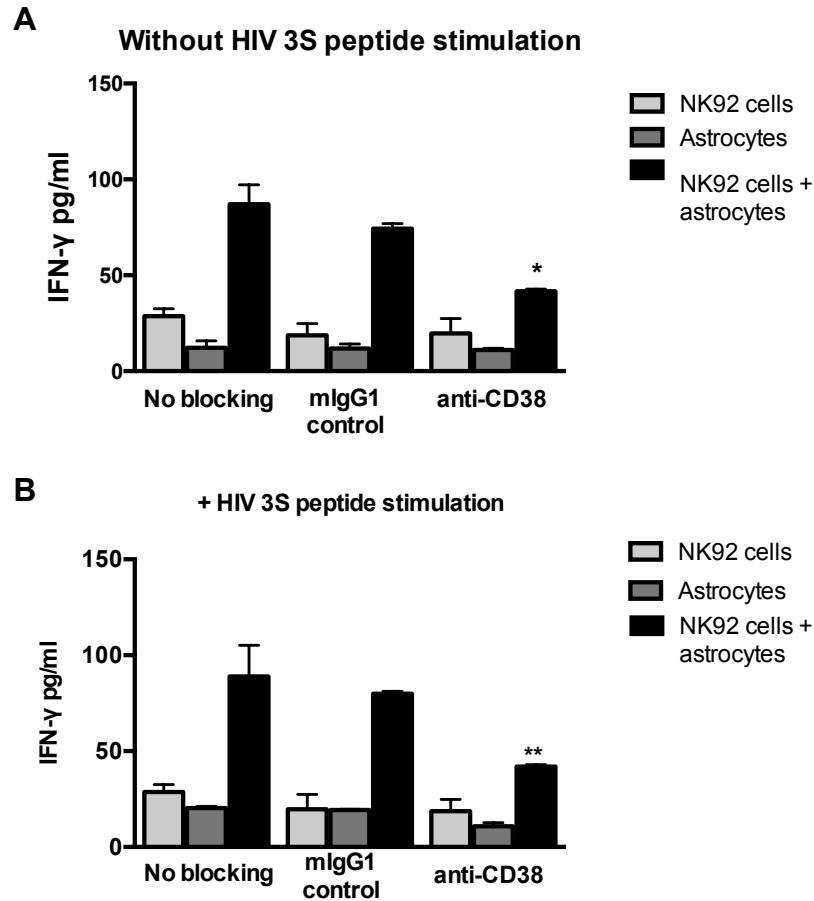 A
Without HIV 3S peptide stimulation
150
100
50
0
IFN-γ pg/ml
No blocking
mIgG1
control
anti-CD38
*
NK92 cells
Astrocytes
NK92 cells +
astrocytes
B
+ HIV 3S peptide stimulation
150
100
50
0
IFN-γ pg/ml
No blocking
mIgG1
control
anti-CD38
**
NK92 cells
Astrocytes
NK92 cells +
astrocytes